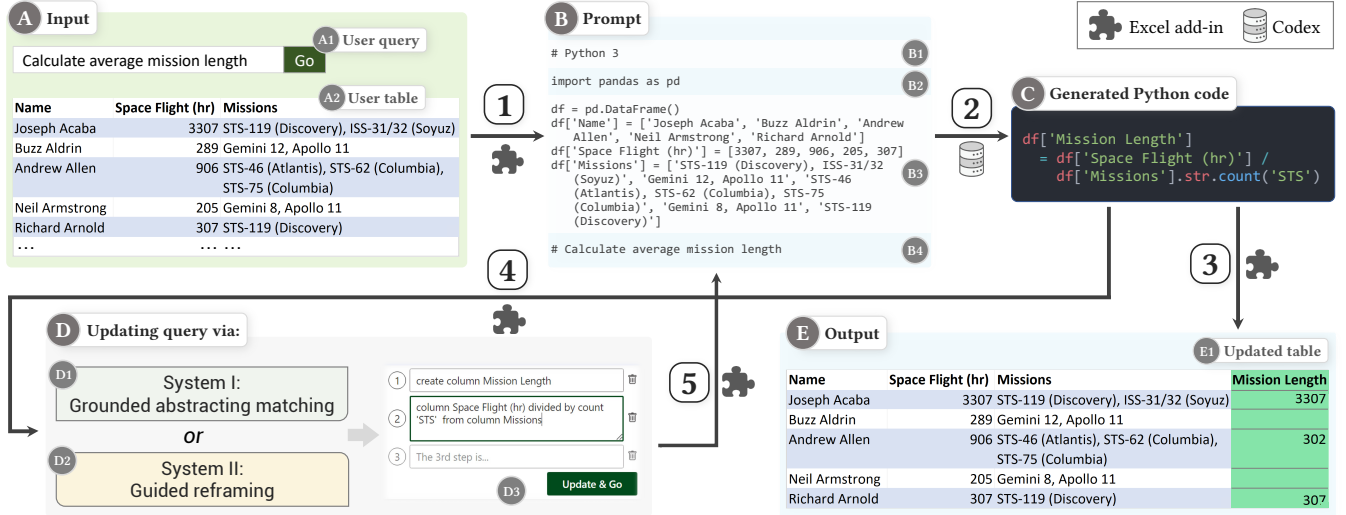 A Input
A1 User query
Calculate average mission length Go
A2 User table
Name Space Flight (hr) Missions
Joseph Acaba 3307 STS-119 (Discovery), ISS-31/32 (Soyuz)
Buzz Aldrin 289 Gemini 12, Apollo 11
Andrew Allen 906 STS-46 (Atlantis), STS-62 (Columbia),
STS-75 (Columbia)
Neil Armstrong 205 Gemini 8, Apollo 11
Richard Arnold 307 STS-119 (Discovery)
... ... ...
1
B Prompt
# Python 3
B1
import pandas as pd
B2
df = pd.DataFrame()
df['Name'] = ['Joseph Acaba', 'Buzz Aldrin', 'Andrew
Allen', 'Neil Armstrong', 'Richard Arnold']
df['Space Flight (hr)'] = [3307, 289, 906, 205, 307]
df['Missions'] = ['STS-119 (Discovery), ISS-31/32
(Soyuz)', 'Gemini 12, Apollo 11', 'STS-46
(Atlantis), STS-62 (Columbia), STS-75
(Columbia)', 'Gemini 8, Apollo 11', 'STS-119
(Discovery)']
B3
# Calculate average mission length
B4
Excel add-in Codex
2
C Generated Python code
df['Mission Length']
= df['Space Flight (hr)'] /
df['Missions'].str.count('STS')
3
4
D Updating query via:
D1
System I:
Grounded abstracting matching
or
D2
System II:
Guided reframing
1 create column Mission Length
2 column Space Flight (hr) divided by count
'STS' from column Missions
3 The 3rd step is...
D3
Update & Go
5
E Output
E1 Updated table
Name Space Flight (hr) Missions Mission Length
Joseph Acaba 3307 STS-119 (Discovery), ISS-31/32 (Soyuz) 3307
Buzz Aldrin 289 Gemini 12, Apollo 11
Andrew Allen 906 STS-46 (Atlantis), STS-62 (Columbia), 302
STS-75 (Columbia)
Neil Armstrong 205 Gemini 8, Apollo 11
Richard Arnold 307 STS-119 (Discovery) 307